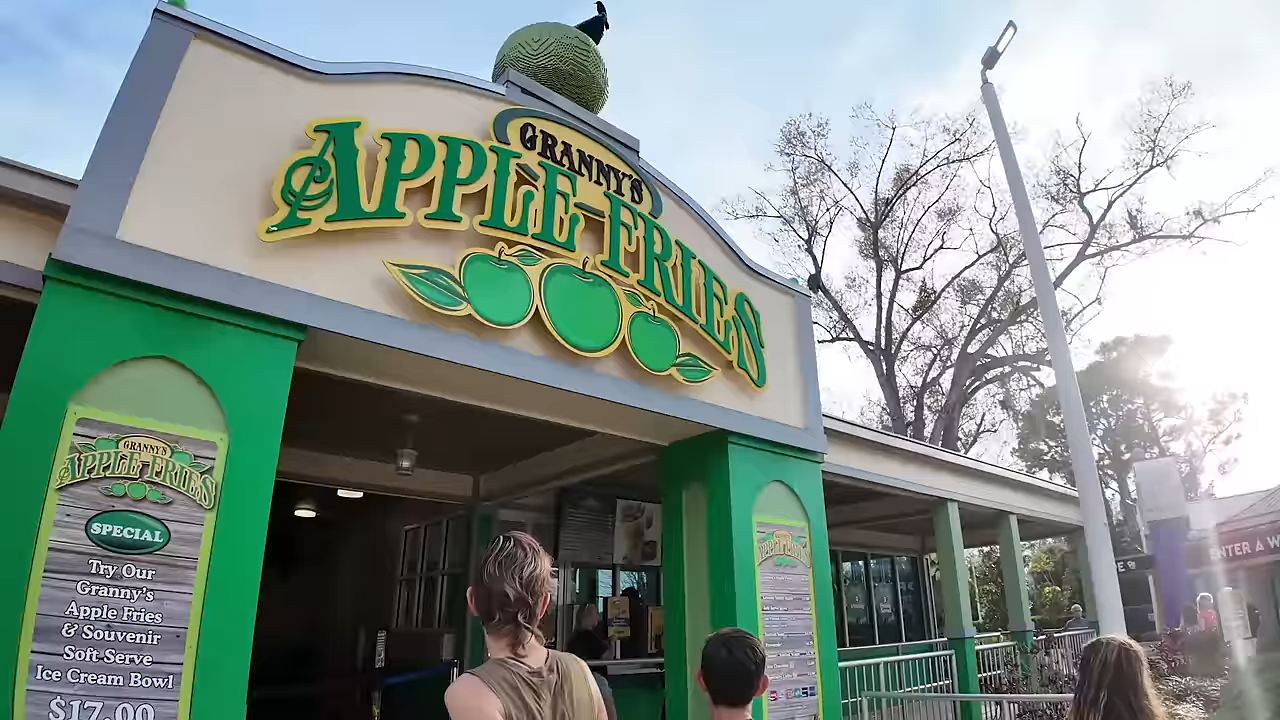 GRANNY'S
APPLE-FRIES
GRANNY'S
APPLE FRIES
SPECIAL
Try Our
Granny's
Apple Fries
& Souvenir
Soft Serve
Ice Cream Bowl
$17.00
ENTER A W